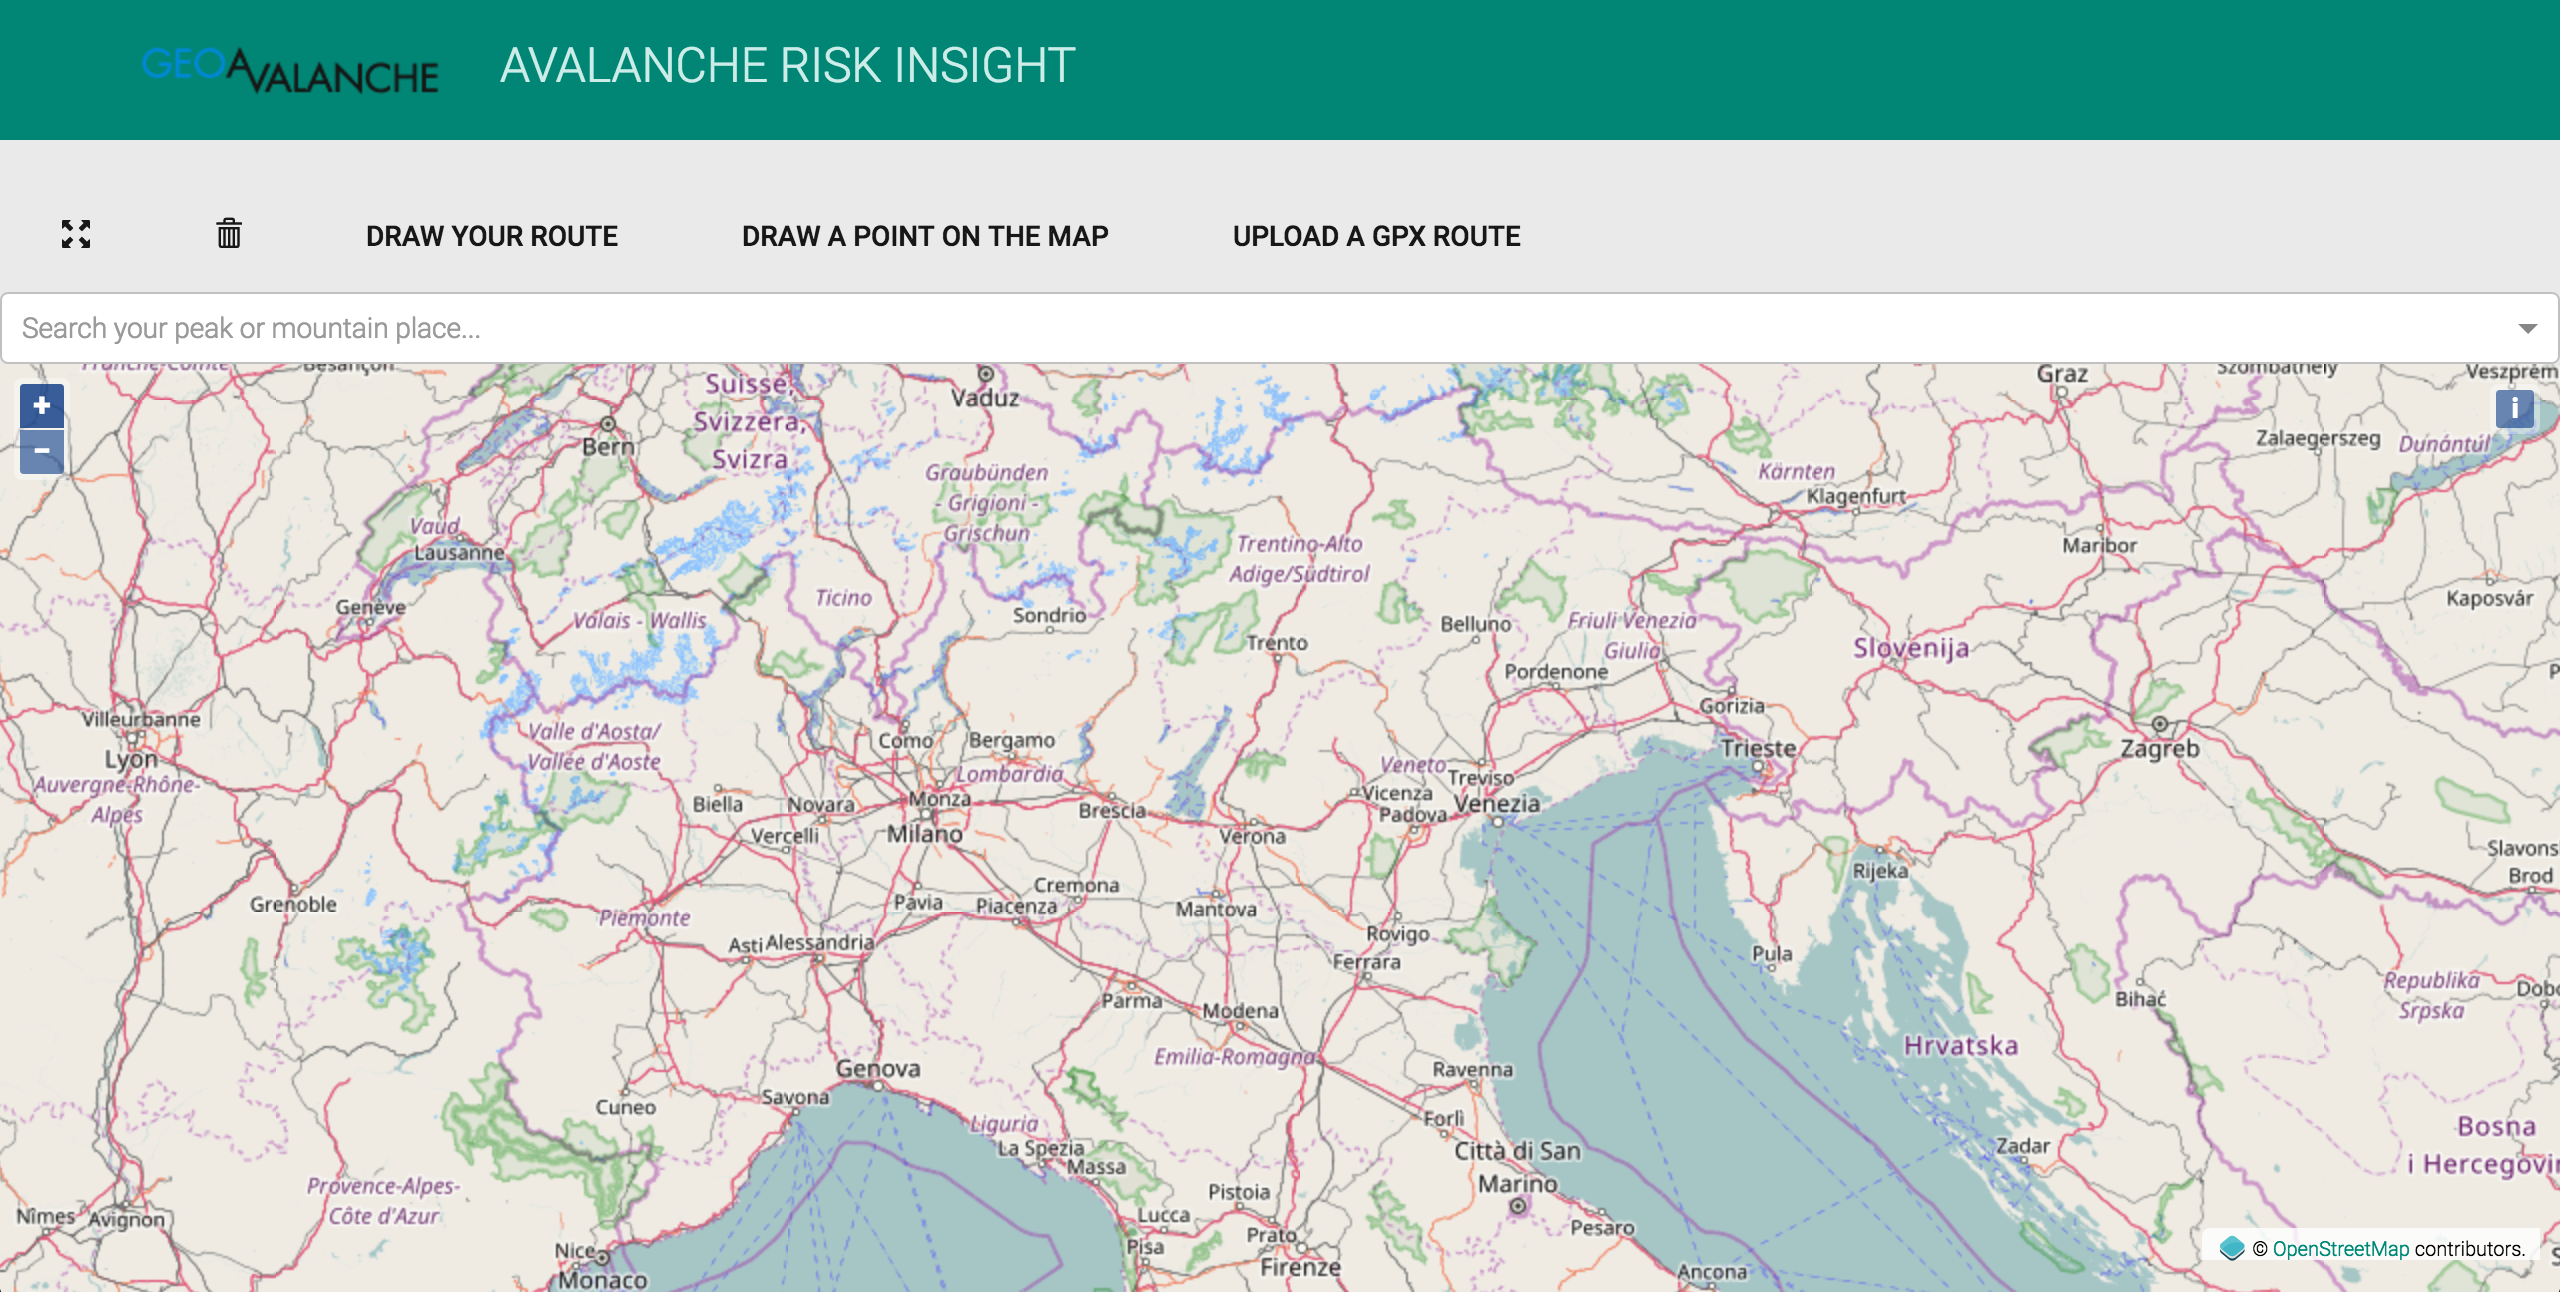 GEOAVALANCHE
AVALANCHE RISK INSIGHT
DRAW YOUR ROUTE
DRAW A POINT ON THE MAP
UPLOAD A GPX ROUTE
Search your peak or mountain place...
+
−
i
Franche-Comté
Besançon
Suisse,
Svizzera,
Svizra
Vaduz
Graz
Szombathely
Veszprém
Bern
Graubünden
- Grigioni -
Grischun
Kärnten
Klagenfurt
Zalaegerszeg
Dunántúl
Vaud
Lausanne
Trentino-Alto
Adige/Südtirol
Maribor
Genève
Valais - Wallis
Ticino
Sondrio
Trento
Belluno
Friuli Venezia
Giulia
Slovenija
Kaposvár
Pordenone
Villeurbanne
Lyon
Auvergne-Rhône-
Alpes
Valle d'Aosta/
Vallée d'Aoste
Como
Bergamo
Lombardia
Gorizia
Trieste
Zagreb
Veneto
Treviso
Vicenza
Venezia
Padova
Biella
Novara
Monza
Vercelli
Milano
Brescia
Verona
Rijeka
Slavons
Brod
Grenoble
Piemonte
Pavia
Cremona
Piacenza
Mantova
Asti
Alessandria
Rovigo
Ferrara
Pula
Parma
Modena
Bihać
Republika
Srpska
Dobo
Emilia-Romagna
Hrvatska
Genova
Savona
Cuneo
Ravenna
Forlì
Liguria
La Spezia
Massa
Città di San
Marino
Zadar
Bosna
i Hercegovin
Provence-Alpes-
Côte d'Azur
Nîmes
Avignon
Pistoia
Lucca
Prato
Pisa
Firenze
Pesaro
Nice
Monaco
Ancona
© OpenStreetMap contributors.